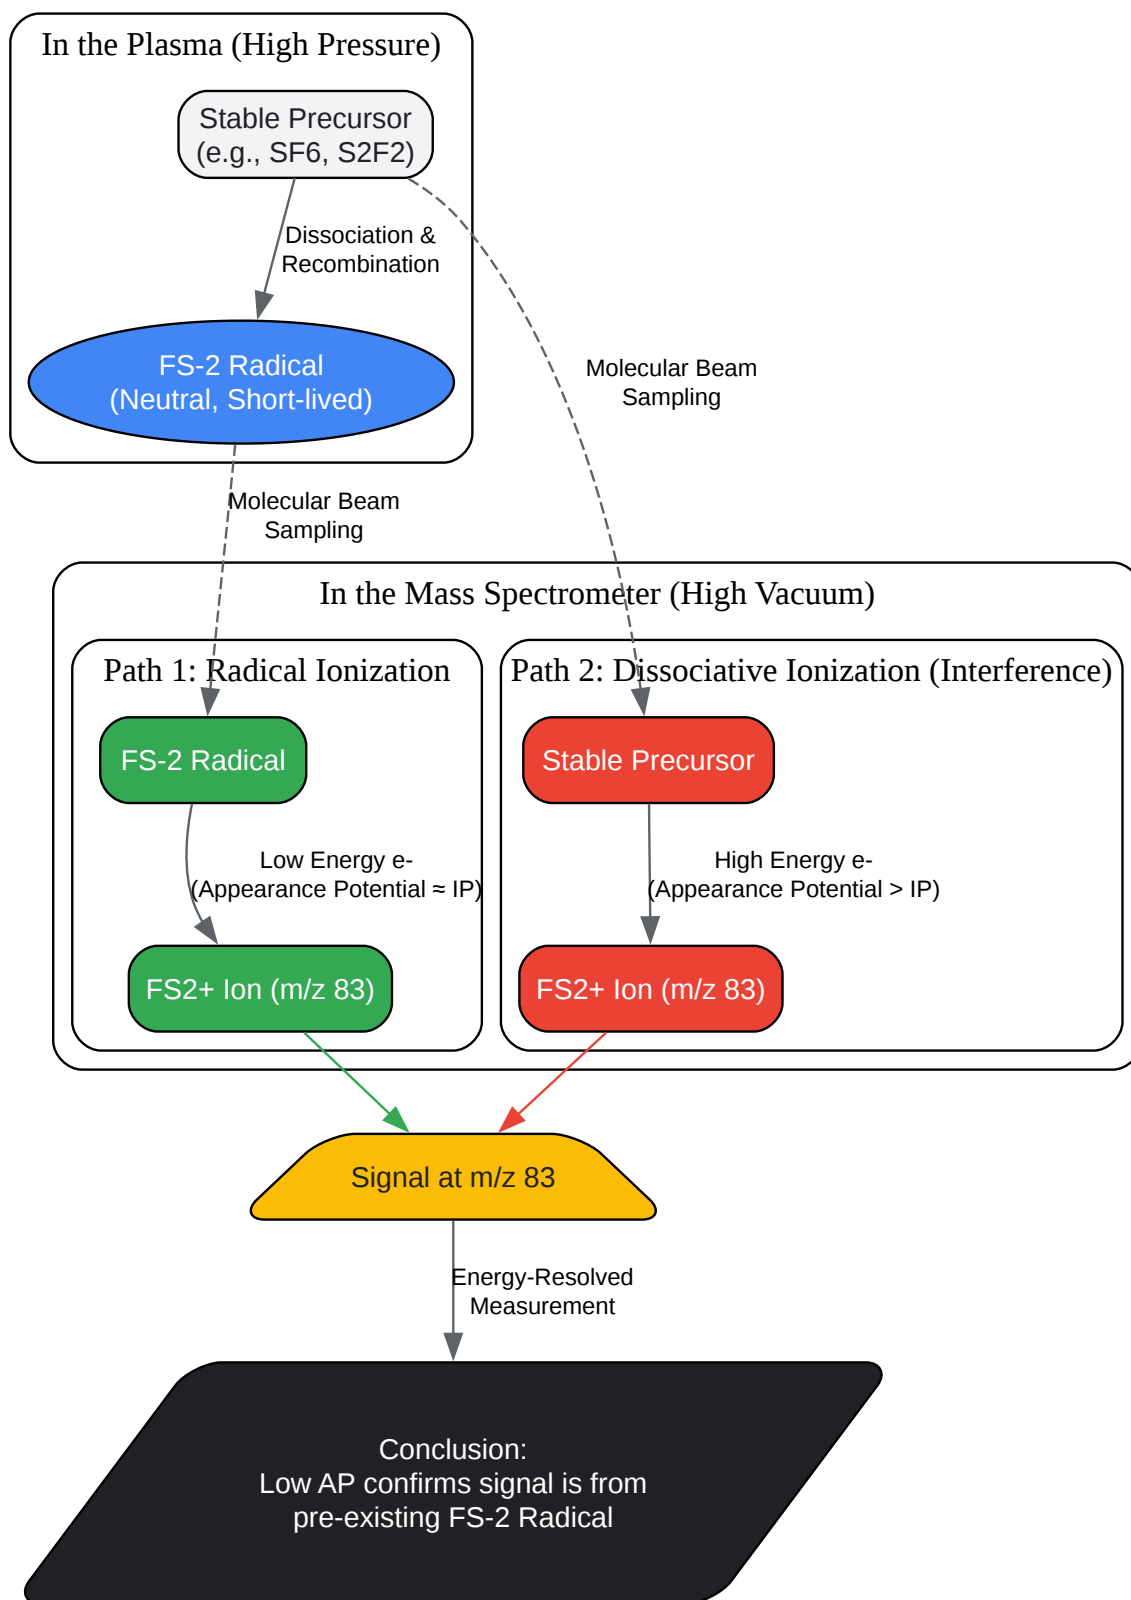 In the Plasma (High Pressure)
Stable Precursor
(e.g., SF6, S2F2)
Dissociation &
Recombination
FS-2 Radical
(Neutral, Short-lived)
Molecular Beam
Sampling
Molecular Beam
Sampling
In the Mass Spectrometer (High Vacuum)
Path 1: Radical Ionization
FS-2 Radical
Low Energy e-
(Appearance Potential ≈ IP)
FS2+ Ion (m/z 83)
Path 2: Dissociative Ionization (Interference)
Stable Precursor
High Energy e-
(Appearance Potential > IP)
FS2+ Ion (m/z 83)
Signal at m/z 83
Energy-Resolved
Measurement
Conclusion:
Low AP confirms signal is from
pre-existing FS-2 Radical